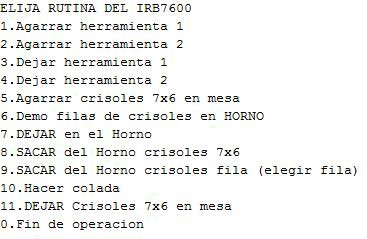 ELIJA RUTINA DEL IRB7600
1.Agarrar herramienta 1
2.Agarrar herramienta 2
3.Dejar herramienta 1
4.Dejar herramienta 2
5.Agarrar crisoles 7x6 en mesa
6.Demo filas de crisoles en HORNO
7.DEJAR en el Horno
8.SACAR del Horno crisoles 7x6
9.SACAR del Horno crisoles fila (elegir fila)
10.Hacer colada
11.DEJAR Crisoles 7x6 en mesa
0.Fin de operacion